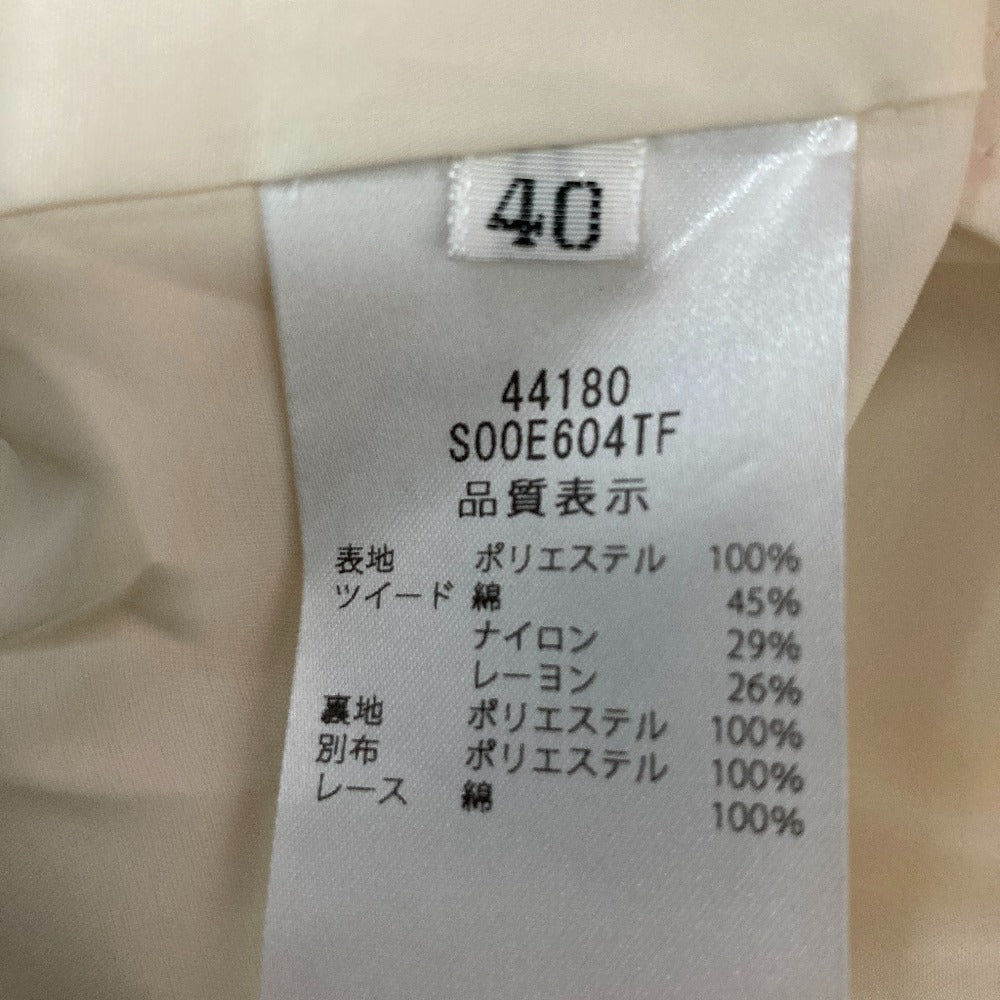 40
44180
S00E604TF
品質表示
表地 ポリエステル 100%
ツイード 綿 45%
ナイロン 29%
レーヨン 26%
裏地 ポリエステル 100%
別布 ポリエステル 100%
レース 綿 100%